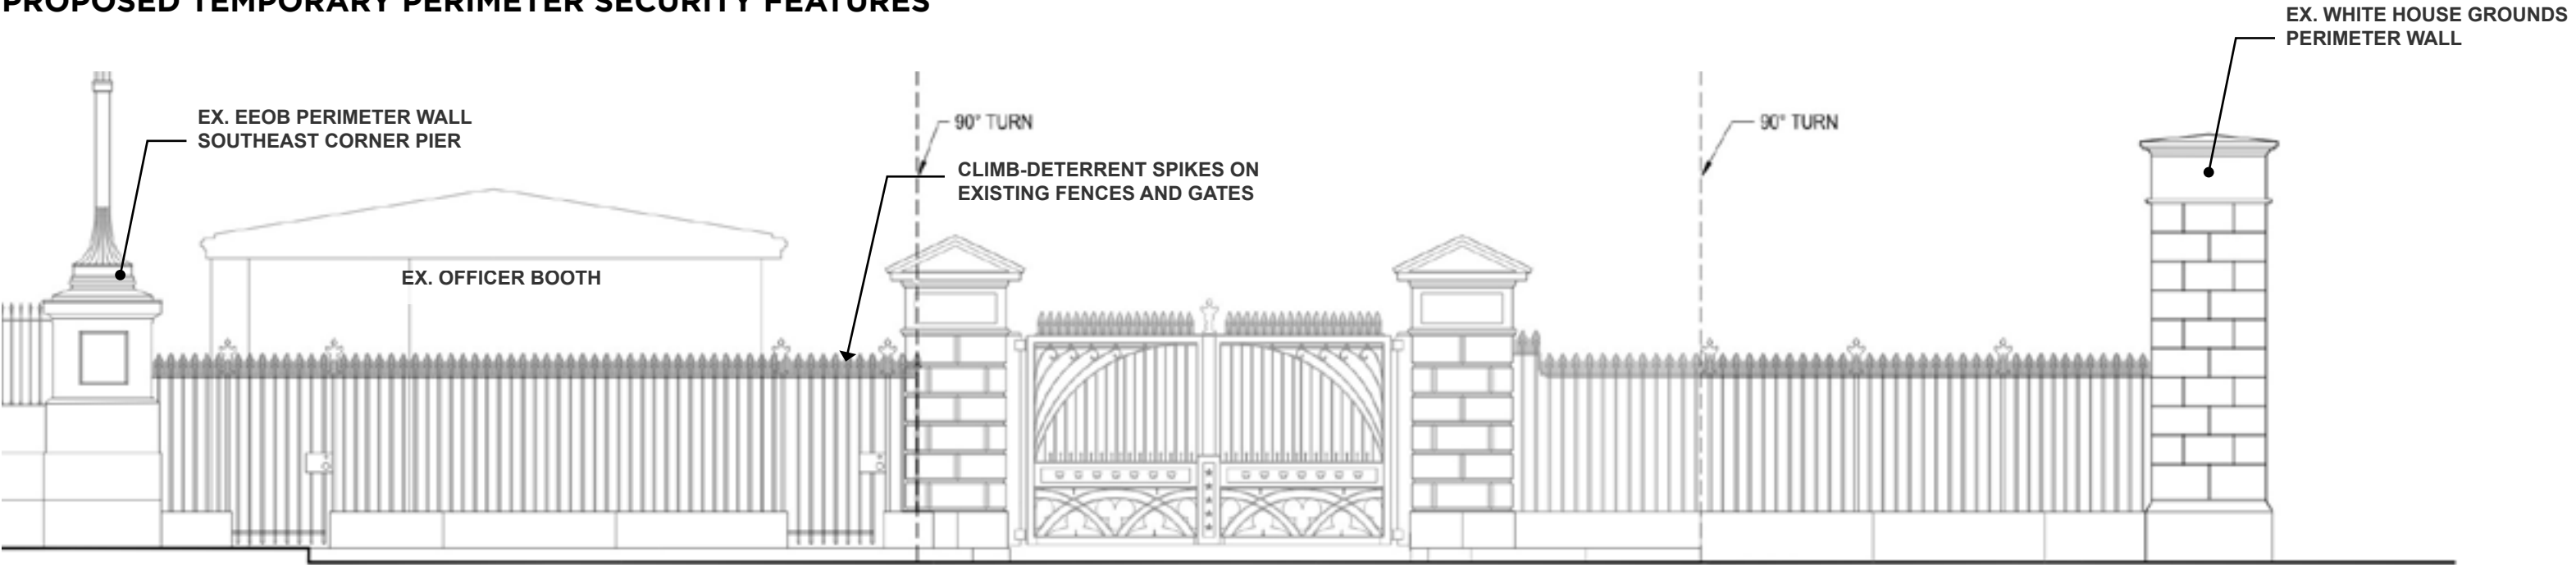 PROPOSED TEMPORARY PERIMETER SECURITY FEATURES
EX. WHITE HOUSE GROUNDS
PERIMETER WALL
EX. EEOB PERIMETER WALL
SOUTHEAST CORNER PIER
90° TURN
90° TURN
CLIMB-DETERRENT SPIKES ON
EXISTING FENCES AND GATES
EX. OFFICER BOOTH